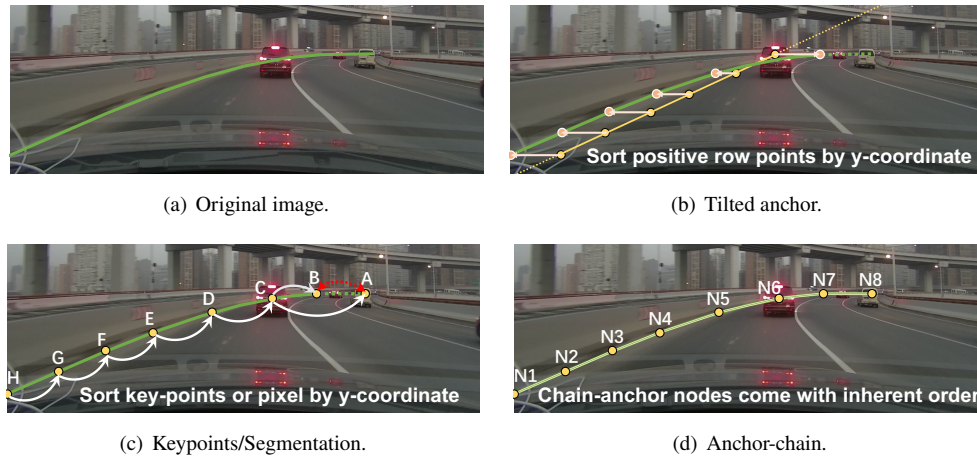 Sort positive row points by y-coordinate
(a) Original image.
(b) Tilted anchor.
A
B
C
D
E
F
G
H
Sort key-points or pixel by y-coordinate
N1
N2
N3
N4
N5
N6
N7
N8
Chain-anchor nodes come with inherent order
(c) Keypoints/Segmentation.
(d) Anchor-chain.